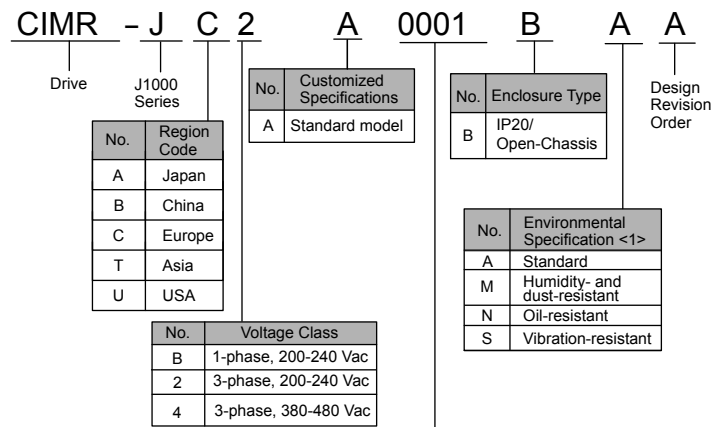 CIMR - J C 2 A 0001 B A A
Drive
J1000
Series
Design
Revision
Order
No. Customized
Specifications
A Standard model
No. Enclosure Type
B IP20/
Open-Chassis
No. Region
Code
A Japan
B China
C Europe
T Asia
U USA
No. Environmental
Specification <1>
A Standard
M Humidity- and
dust-resistant
N Oil-resistant
S Vibration-resistant
No. Voltage Class
B 1-phase, 200-240 Vac
2 3-phase, 200-240 Vac
4 3-phase, 380-480 Vac